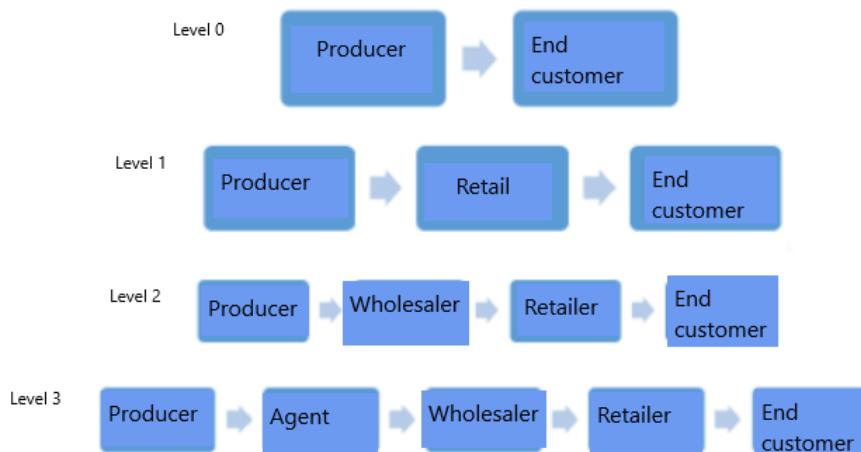 Level 0
Producer
End
customer
Level 1
Producer
Retail
End
customer
Level 2
Producer
Wholesaler
Retailer
End
customer
Level 3
Producer
Agent
Wholesaler
Retailer
End
customer